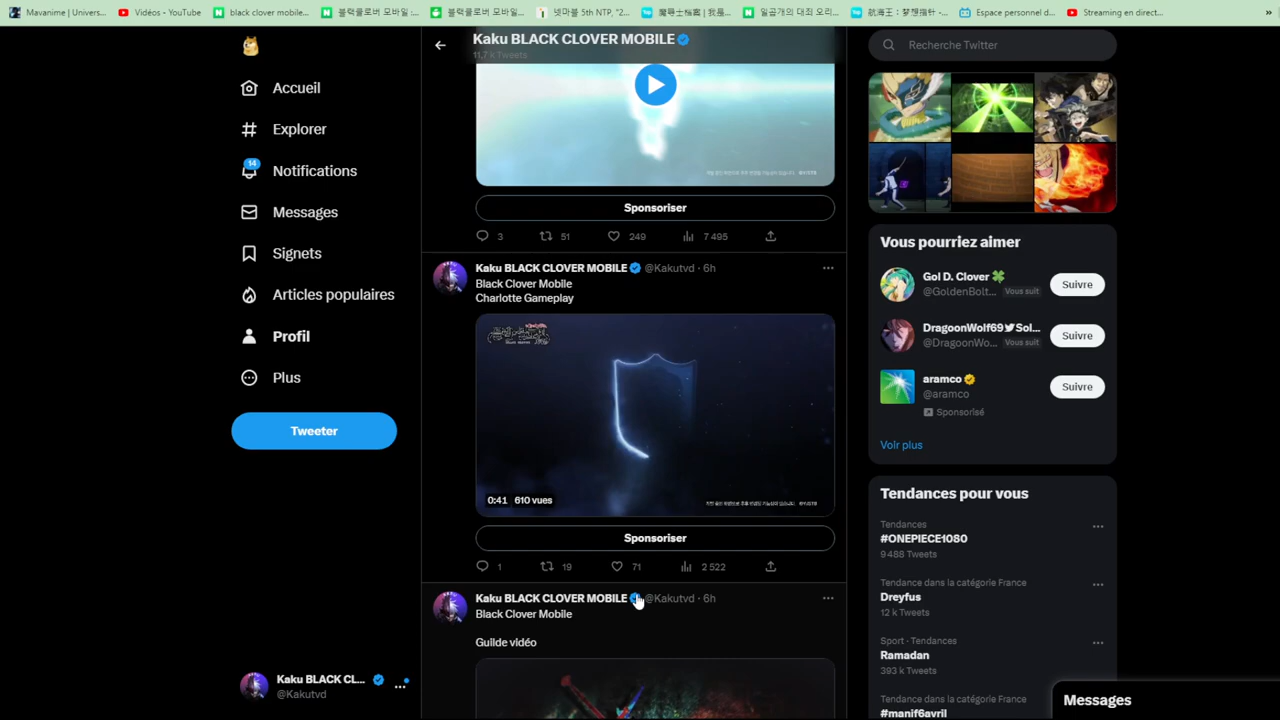 Mavanime | Univers...
Vidéos - YouTube
black clover mobile...
블랙클로버 모바일 :...
블랙클로버 모바일...
넷마블 5th NTP, "2...
일곱개의 대죄 오리...
航海王：梦想指针 -...
Espace personnel d...
Streaming en direct...
»
Kaku BLACK CLOVER MOBILE
11,7 k Tweets
Recherche Twitter
Accueil
Explorer
14
Notifications
Messages
Signets
Articles populaires
Profil
Plus
Tweeter
Kaku BLACK CL...
@Kakutvd
Sponsoriser
3 51 249 7 495
Kaku BLACK CLOVER MOBILE @Kakutvd · 6h
Black Clover Mobile
Charlotte Gameplay
0:41 610 vues
Sponsoriser
1 19 71 2 522
Kaku BLACK CLOVER MOBILE @Kakutvd · 6h
Black Clover Mobile
Guilde vidéo
Vous pourriez aimer
Gol D. Clover
@GoldenBolt... Vous suit
Suivre
DragoonWolf69 Sol...
@DragoonWo... Vous suit
Suivre
aramco
@aramco
Sponsorisé
Suivre
Voir plus
Tendances pour vous
Tendances
#ONEPIECE1080
9 488 Tweets
Tendance dans la catégorie France
Dreyfus
12 k Tweets
Sport · Tendances
Ramadan
393 k Tweets
Tendance dans la catégorie France
#manif6avril
Messages